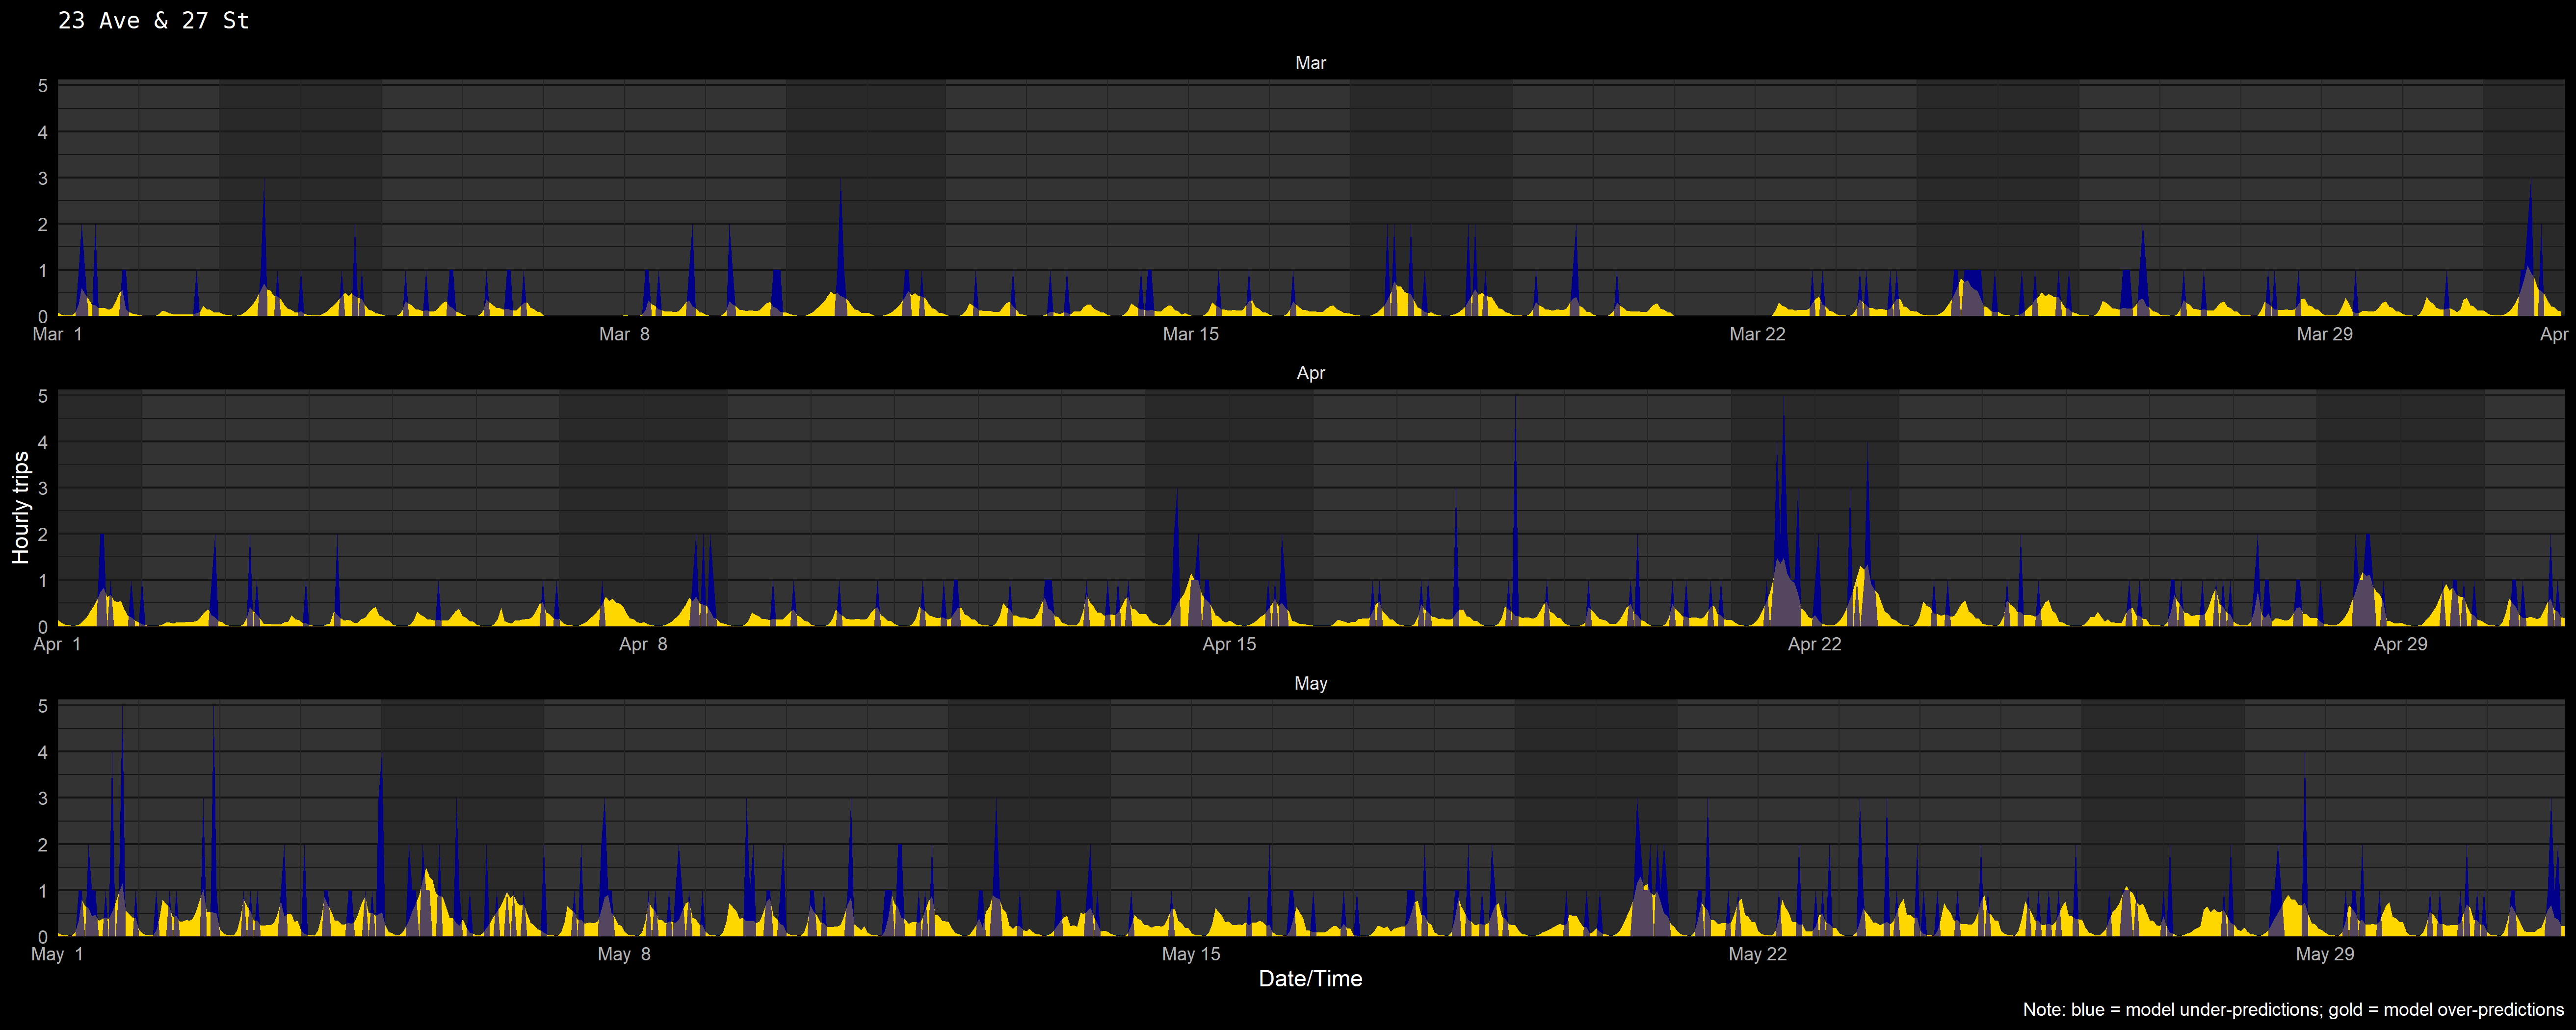 23 Ave & 27 St
Mar
5
4
3
2
1
0
Mar 1
Mar 8
Mar 15
Mar 22
Mar 29
Apr
Apr
Hourly trips
5
4
3
2
1
0
Apr 1
Apr 8
Apr 15
Apr 22
Apr 29
May
5
4
3
2
1
0
May 1
May 8
May 15
May 22
May 29
Date/Time
Note: blue = model under-predictions; gold = model over-predictions